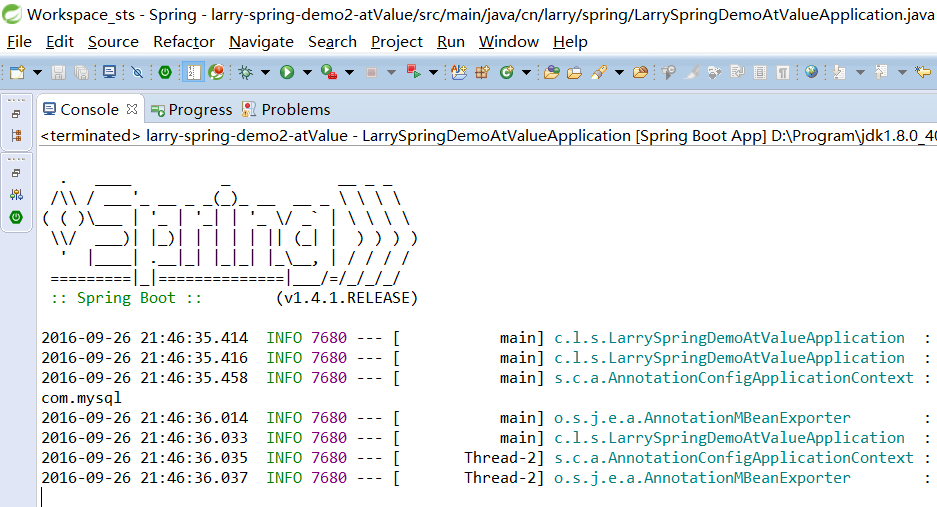 Workspace_sts - Spring - larry-spring-demo2-atValue/src/main/java/cn/larry/spring/LarrySpringDemoAtValueApplication.java
File Edit Source Refactor Navigate Search Project Run Window Help
Console Progress Problems
<terminated> larry-spring-demo2-atValue - LarrySpringDemoAtValueApplication [Spring Boot App] D:\Program\jdk1.8.0_40
  .   ____          _            __ _ _
 /\\ / ___'_ __ _ _(_)_ __  __ _ \ \ \ \
( ( )\___ | '_ | '_| | '_ \/ _` | \ \ \ \
 \\/  ___)| |_)| | | | | || (_| |  ) ) ) )
  '  |____| .__|_| |_|_| |_\__, | / / / /
 =========|_|==============|___/=/_/_/_/
 :: Spring Boot ::        (v1.4.1.RELEASE)
2016-09-26 21:46:35.414  INFO 7680 --- [           main] c.l.s.LarrySpringDemoAtValueApplication  :
2016-09-26 21:46:35.416  INFO 7680 --- [           main] c.l.s.LarrySpringDemoAtValueApplication  :
2016-09-26 21:46:35.458  INFO 7680 --- [           main] s.c.a.AnnotationConfigApplicationContext :
com.mysql
2016-09-26 21:46:36.014  INFO 7680 --- [           main] o.s.j.e.a.AnnotationMBeanExporter        :
2016-09-26 21:46:36.033  INFO 7680 --- [           main] c.l.s.LarrySpringDemoAtValueApplication  :
2016-09-26 21:46:36.035  INFO 7680 --- [       Thread-2] s.c.a.AnnotationConfigApplicationContext :
2016-09-26 21:46:36.037  INFO 7680 --- [       Thread-2] o.s.j.e.a.AnnotationMBeanExporter        :